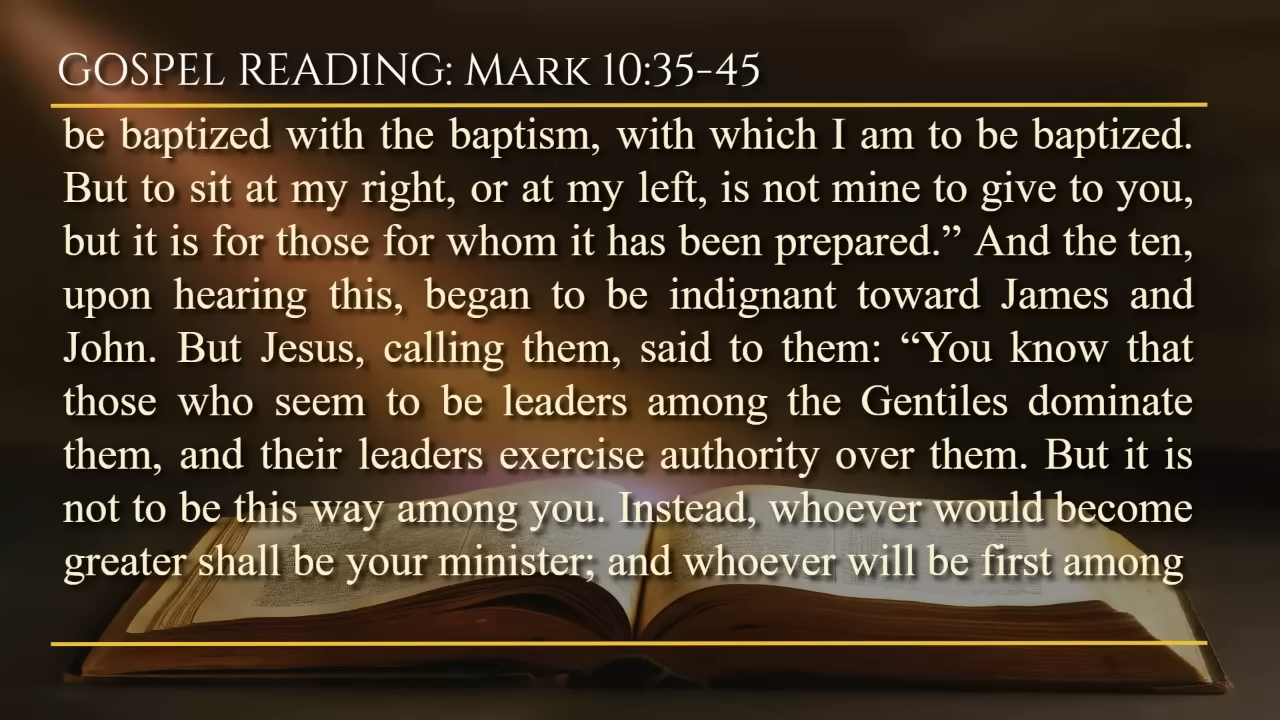 GOSPEL READING: MARK 10:35-45
be baptized with the baptism, with which I am to be baptized.
But to sit at my right, or at my left, is not mine to give to you,
but it is for those for whom it has been prepared.” And the ten,
upon hearing this, began to be indignant toward James and
John. But Jesus, calling them, said to them: “You know that
those who seem to be leaders among the Gentiles dominate
them, and their leaders exercise authority over them. But it is
not to be this way among you. Instead, whoever would become
greater shall be your minister; and whoever will be first among